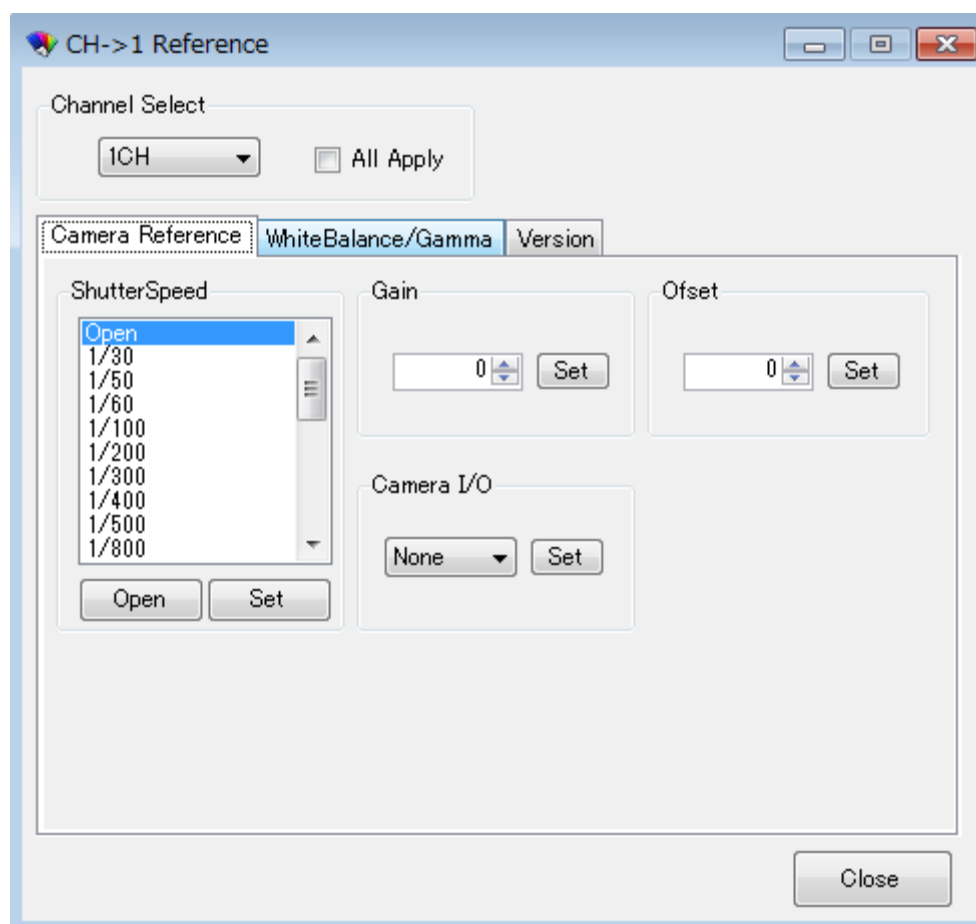 CH->1 Reference
Channel Select
1CH
All Apply
Camera Reference
WhiteBalance/Gamma
Version
ShutterSpeed
Open
1/30
1/50
1/60
1/100
1/200
1/300
1/400
1/500
1/800
Open
Set
Gain
0
Set
Ofset
0
Set
Camera I/O
None
Set
Close